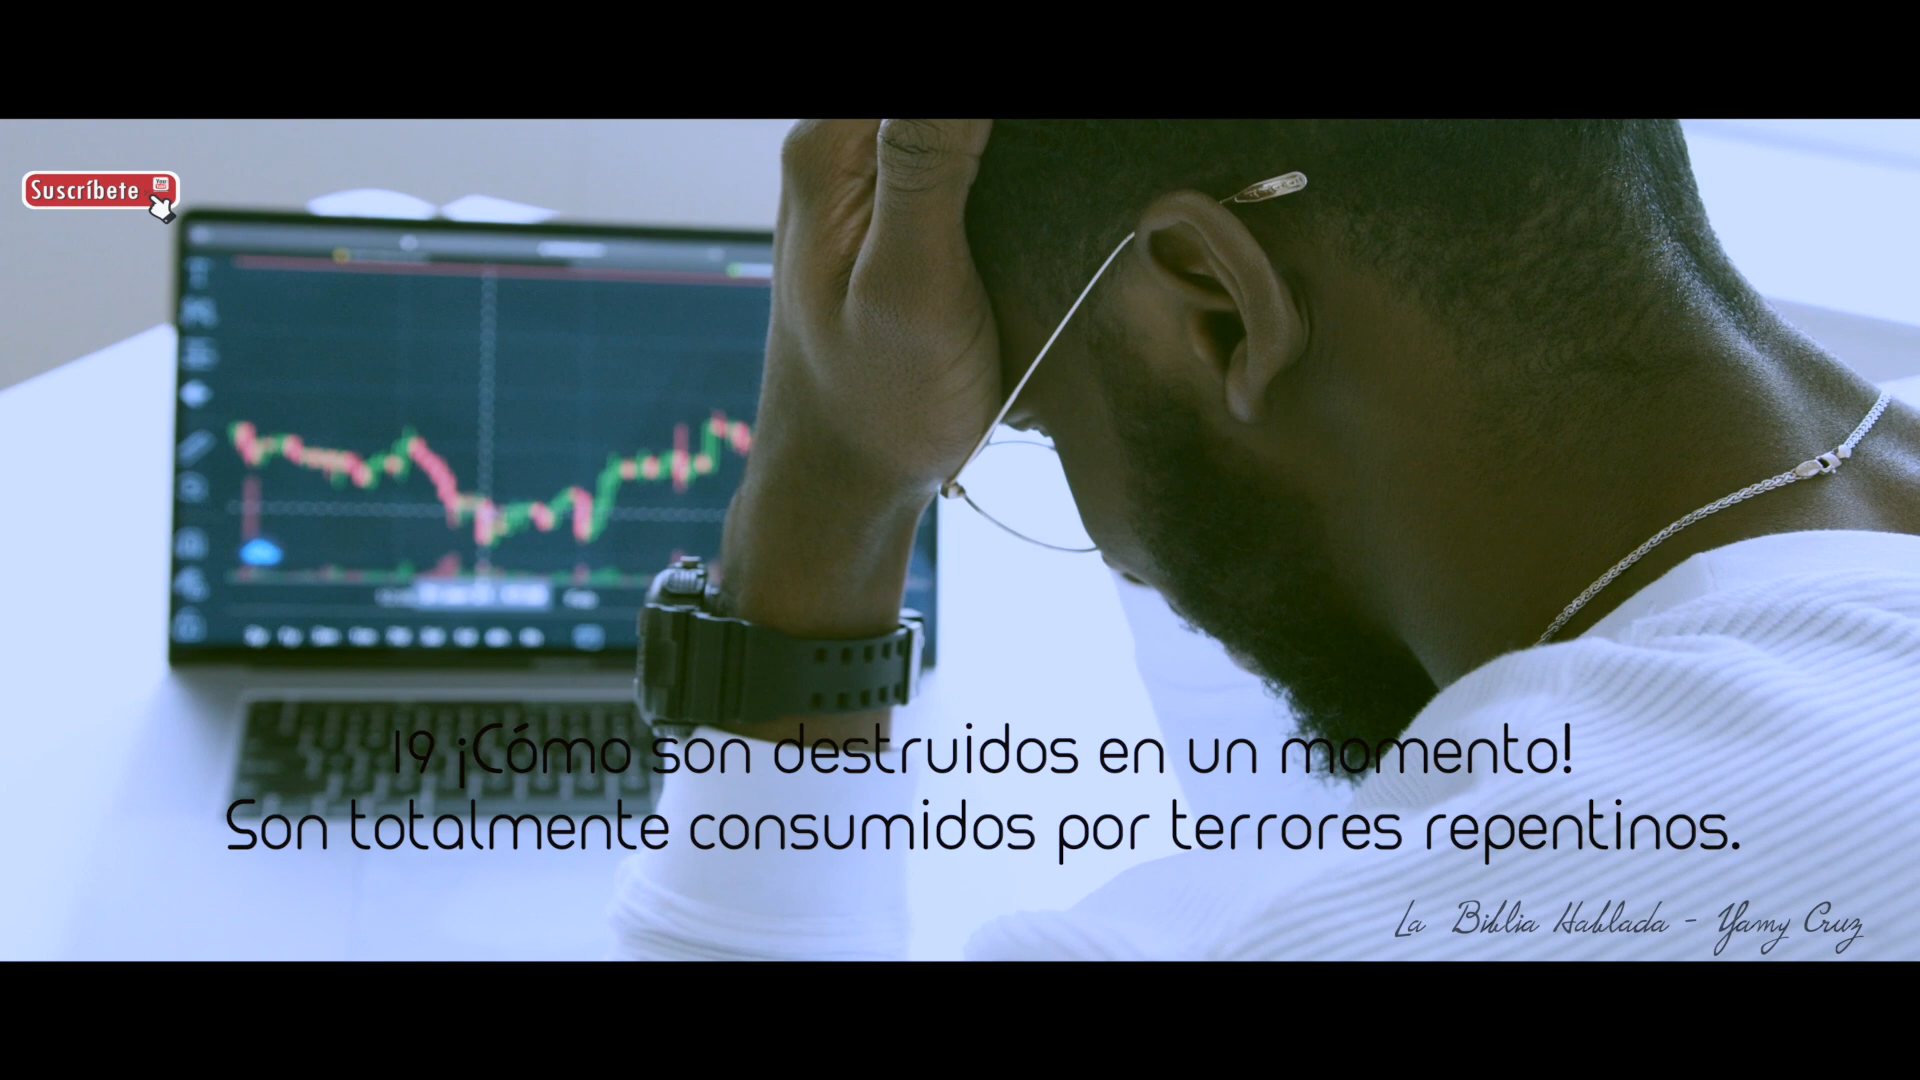 Suscríbete
19 ¡Cómo son destruidos en un momento!
Son totalmente consumidos por terrores repentinos.
La Biblia Hablada - Yamy Cruz